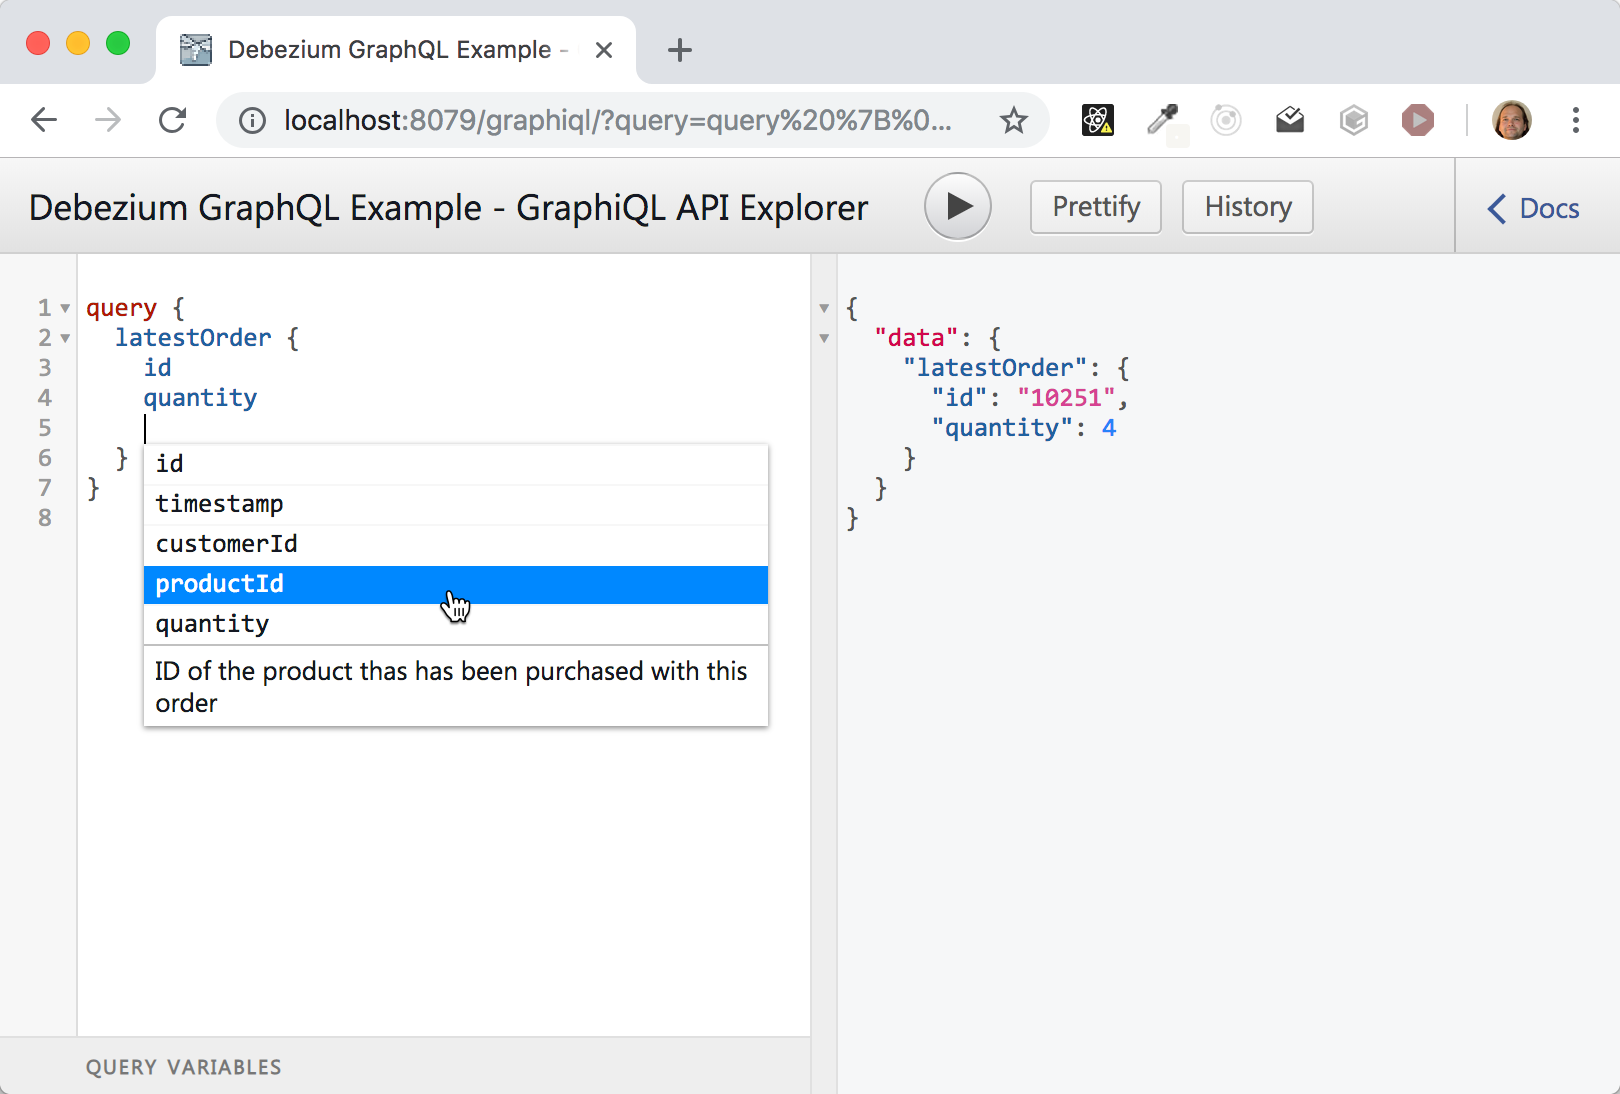 Debezium GraphQL Example -
localhost:8079/graphiql/?query=query%20%7B%0...
Debezium GraphQL Example - GraphiQL API Explorer
Prettify
History
Docs
1 query {
2 latestOrder {
3 id
4 quantity
5
6 }
7 }
8
id
timestamp
customerId
productId
quantity
ID of the product thas has been purchased with this
order
{
"data": {
"latestOrder": {
"id": "10251",
"quantity": 4
}
}
}
QUERY VARIABLES